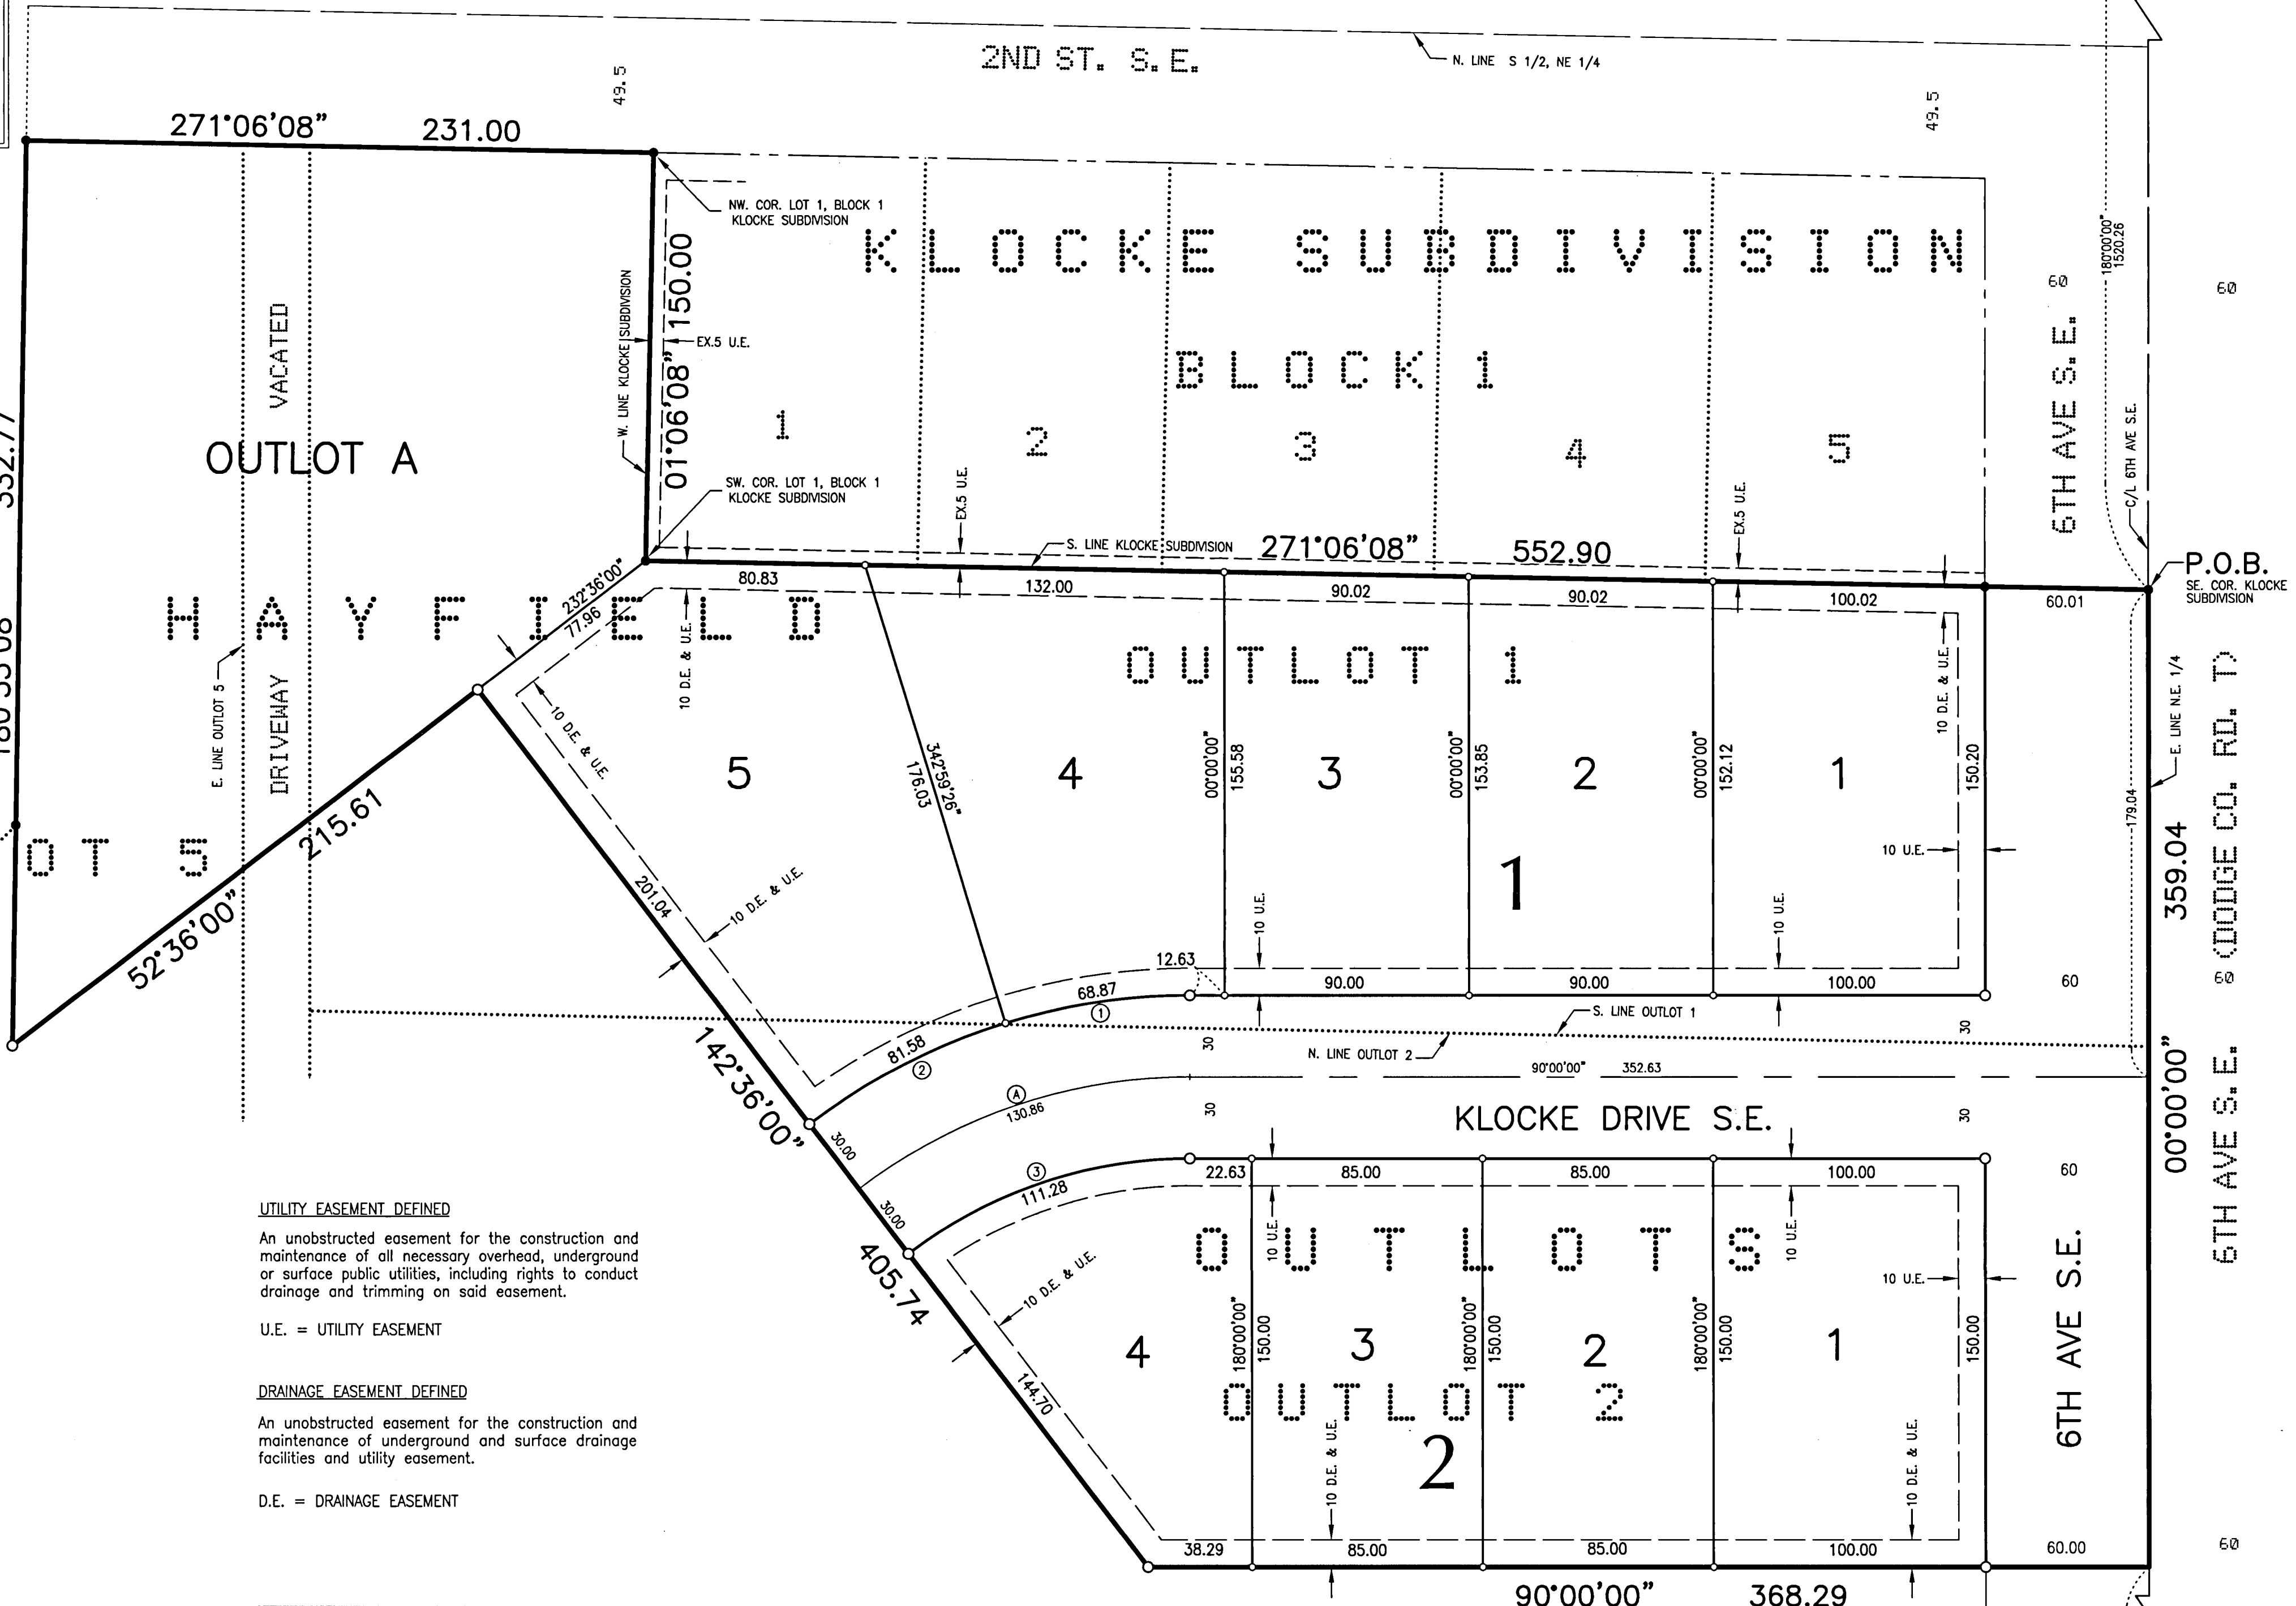 2ND ST. S.E.
N. LINE S 1/2, NE 1/4
49.5
49.5
271°06'08" 231.00
NW. COR. LOT 1, BLOCK 1
KLOCKE SUBDIVISION
KLOCKE SUBDIVISION
BLOCK 1
1
2
3
4
5
W. LINE KLOCKE SUBDIVISION
01°06'08" 150.00
EX.5 U.E.
SW. COR. LOT 1, BLOCK 1
KLOCKE SUBDIVISION
EX.5 U.E.
EX.5 U.E.
S. LINE KLOCKE SUBDIVISION
271°06'08" 552.90
180°00'00"
1520.26
60
60
6TH AVE S.E.
C/L 6TH AVE S.E.
P.O.B.
SE. COR. KLOCKE
SUBDIVISION
VACATED
DRIVEWAY
OUTLOT A
HAYFIELD
E. LINE OUTLOT 5
OT 5
52°36'00"
215.61
232°36'00"
77.96
80.83
132.00
90.02
90.02
100.02
60.01
10 D.E. & U.E.
10 D.E. & U.E.
10 D.E. & U.E.
10 D.E. & U.E.
OUTLOT 1
5
4
3
2
1
1
342°59'26"
176.03
00°00'00"
155.58
00°00'00"
153.85
00°00'00"
152.12
150.20
10 U.E.
10 U.E.
10 U.E.
201.04
12.63
68.87
1
81.58
2
90.00
90.00
100.00
60
S. LINE OUTLOT 1
N. LINE OUTLOT 2
30
30
30
30
90°00'00" 352.63
A
130.86
KLOCKE DRIVE S.E.
142°36'00"
405.74
30.00
30.00
3
111.28
22.63
85.00
85.00
100.00
60
E. LINE N.E. 1/4
179.04
359.04
00°00'00"
6TH AVE S.E. 60 (DODGE CO. RD. T)
OUTLOTS
OUTLOT 2
4
3
2
1
2
10 U.E.
10 U.E.
10 U.E.
10 D.E. & U.E.
10 D.E. & U.E.
10 D.E. & U.E.
144.70
180°00'00"
150.00
180°00'00"
150.00
180°00'00"
150.00
150.00
6TH AVE S.E.
38.29
85.00
85.00
100.00
60.00
60
90°00'00" 368.29
UTILITY EASEMENT DEFINED
An unobstructed easement for the construction and
maintenance of all necessary overhead, underground
or surface public utilities, including rights to conduct
drainage and trimming on said easement.
U.E. = UTILITY EASEMENT
DRAINAGE EASEMENT DEFINED
An unobstructed easement for the construction and
maintenance of underground and surface drainage
facilities and utility easement.
D.E. = DRAINAGE EASEMENT